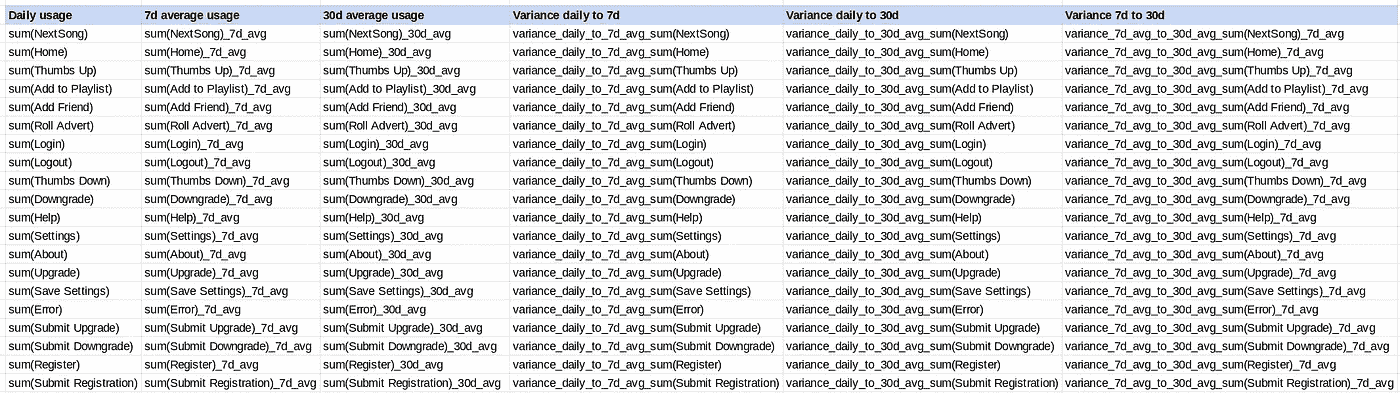 Daily usage 7d average usage 30d average usage Variance daily to 7d Variance daily to 30d Variance 7d to 30d
sum(NextSong) sum(NextSong)_7d_avg sum(NextSong)_30d_avg variance_daily_to_7d_avg_sum(NextSong) variance_daily_to_30d_avg_sum(NextSong) variance_7d_avg_to_30d_avg_sum(NextSong)_7d_avg
sum(Home) sum(Home)_7d_avg sum(Home)_30d_avg variance_daily_to_7d_avg_sum(Home) variance_daily_to_30d_avg_sum(Home) variance_7d_avg_to_30d_avg_sum(Home)_7d_avg
sum(Thumbs Up) sum(Thumbs Up)_7d_avg sum(Thumbs Up)_30d_avg variance_daily_to_7d_avg_sum(Thumbs Up) variance_daily_to_30d_avg_sum(Thumbs Up) variance_7d_avg_to_30d_avg_sum(Thumbs Up)_7d_avg
sum(Add to Playlist) sum(Add to Playlist)_7d_avg sum(Add to Playlist)_30d_avg variance_daily_to_7d_avg_sum(Add to Playlist) variance_daily_to_30d_avg_sum(Add to Playlist) variance_7d_avg_to_30d_avg_sum(Add to Playlist)_7d_avg
sum(Add Friend) sum(Add Friend)_7d_avg sum(Add Friend)_30d_avg variance_daily_to_7d_avg_sum(Add Friend) variance_daily_to_30d_avg_sum(Add Friend) variance_7d_avg_to_30d_avg_sum(Add Friend)_7d_avg
sum(Roll Advert) sum(Roll Advert)_7d_avg sum(Roll Advert)_30d_avg variance_daily_to_7d_avg_sum(Roll Advert) variance_daily_to_30d_avg_sum(Roll Advert) variance_7d_avg_to_30d_avg_sum(Roll Advert)_7d_avg
sum(Login) sum(Login)_7d_avg sum(Login)_30d_avg variance_daily_to_7d_avg_sum(Login) variance_daily_to_30d_avg_sum(Login) variance_7d_avg_to_30d_avg_sum(Login)_7d_avg
sum(Logout) sum(Logout)_7d_avg sum(Logout)_30d_avg variance_daily_to_7d_avg_sum(Logout) variance_daily_to_30d_avg_sum(Logout) variance_7d_avg_to_30d_avg_sum(Logout)_7d_avg
sum(Thumbs Down) sum(Thumbs Down)_7d_avg sum(Thumbs Down)_30d_avg variance_daily_to_7d_avg_sum(Thumbs Down) variance_daily_to_30d_avg_sum(Thumbs Down) variance_7d_avg_to_30d_avg_sum(Thumbs Down)_7d_avg
sum(Downgrade) sum(Downgrade)_7d_avg sum(Downgrade)_30d_avg variance_daily_to_7d_avg_sum(Downgrade) variance_daily_to_30d_avg_sum(Downgrade) variance_7d_avg_to_30d_avg_sum(Downgrade)_7d_avg
sum(Help) sum(Help)_7d_avg sum(Help)_30d_avg variance_daily_to_7d_avg_sum(Help) variance_daily_to_30d_avg_sum(Help) variance_7d_avg_to_30d_avg_sum(Help)_7d_avg
sum(Settings) sum(Settings)_7d_avg sum(Settings)_30d_avg variance_daily_to_7d_avg_sum(Settings) variance_daily_to_30d_avg_sum(Settings) variance_7d_avg_to_30d_avg_sum(Settings)_7d_avg
sum(About) sum(About)_7d_avg sum(About)_30d_avg variance_daily_to_7d_avg_sum(About) variance_daily_to_30d_avg_sum(About) variance_7d_avg_to_30d_avg_sum(About)_7d_avg
sum(Upgrade) sum(Upgrade)_7d_avg sum(Upgrade)_30d_avg variance_daily_to_7d_avg_sum(Upgrade) variance_daily_to_30d_avg_sum(Upgrade) variance_7d_avg_to_30d_avg_sum(Upgrade)_7d_avg
sum(Save Settings) sum(Save Settings)_7d_avg sum(Save Settings)_30d_avg variance_daily_to_7d_avg_sum(Save Settings) variance_daily_to_30d_avg_sum(Save Settings) variance_7d_avg_to_30d_avg_sum(Save Settings)_7d_avg
sum(Error) sum(Error)_7d_avg sum(Error)_30d_avg variance_daily_to_7d_avg_sum(Error) variance_daily_to_30d_avg_sum(Error) variance_7d_avg_to_30d_avg_sum(Error)_7d_avg
sum(Submit Upgrade) sum(Submit Upgrade)_7d_avg sum(Submit Upgrade)_30d_avg variance_daily_to_7d_avg_sum(Submit Upgrade) variance_daily_to_30d_avg_sum(Submit Upgrade) variance_7d_avg_to_30d_avg_sum(Submit Upgrade)_7d_avg
sum(Submit Downgrade) sum(Submit Downgrade)_7d_avg sum(Submit Downgrade)_30d_avg variance_daily_to_7d_avg_sum(Submit Downgrade) variance_daily_to_30d_avg_sum(Submit Downgrade) variance_7d_avg_to_30d_avg_sum(Submit Downgrade)_7d_avg
sum(Register) sum(Register)_7d_avg sum(Register)_30d_avg variance_daily_to_7d_avg_sum(Register) variance_daily_to_30d_avg_sum(Register) variance_7d_avg_to_30d_avg_sum(Register)_7d_avg
sum(Submit Registration) sum(Submit Registration)_7d_avg sum(Submit Registration)_30d_avg variance_daily_to_7d_avg_sum(Submit Registration) variance_daily_to_30d_avg_sum(Submit Registration) variance_7d_avg_to_30d_avg_sum(Submit Registration)_7d_avg